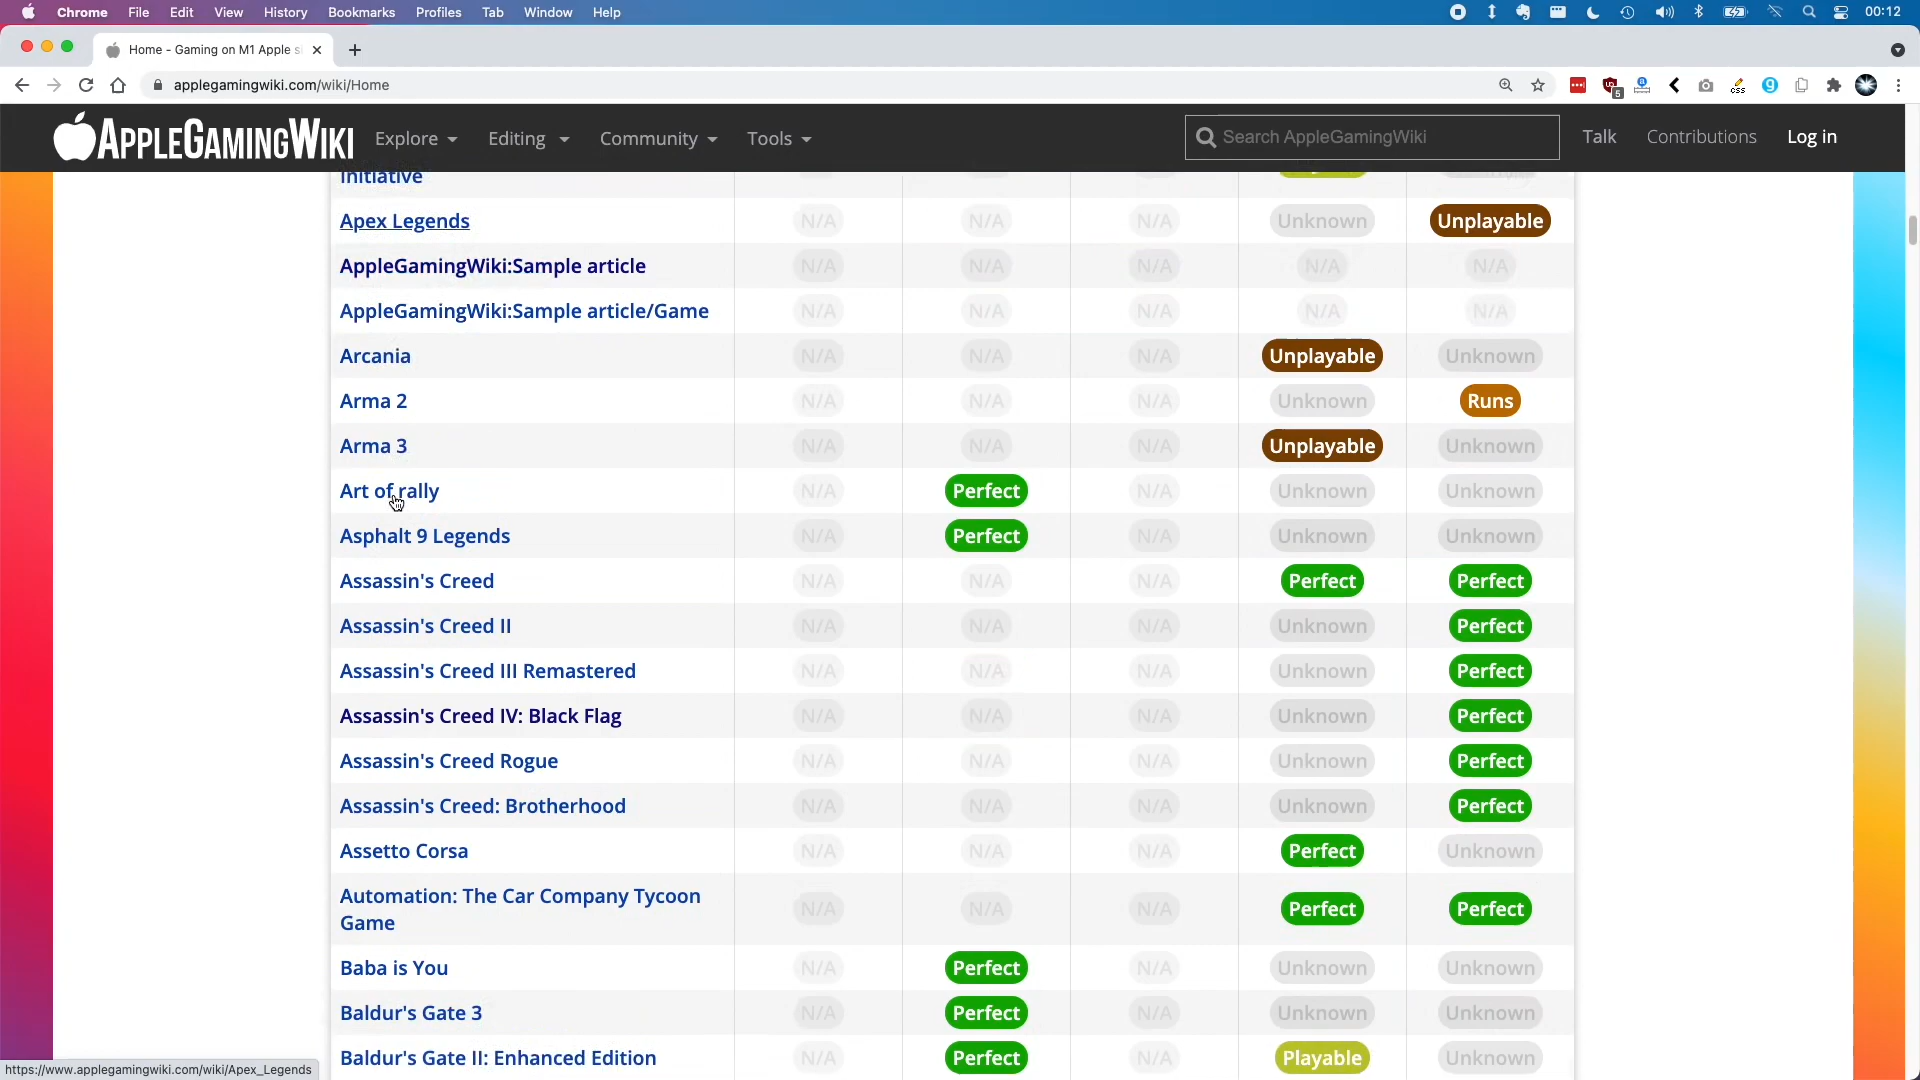 Chrome File Edit View History Bookmarks Profiles Tab Window Help 00:12
Home - Gaming on M1 Apple s
applegamingwiki.com/wiki/Home 5
AppleGamingWiki Explore Editing Community Tools Search AppleGamingWiki Talk Contributions Log in
Initiative
Apex Legends N/A N/A N/A Unknown Unplayable
AppleGamingWiki:Sample article N/A N/A N/A N/A N/A
AppleGamingWiki:Sample article/Game N/A N/A N/A N/A N/A
Arcania N/A N/A N/A Unplayable Unknown
Arma 2 N/A N/A N/A Unknown Runs
Arma 3 N/A N/A N/A Unplayable Unknown
Art of rally N/A Perfect N/A Unknown Unknown
Asphalt 9 Legends N/A Perfect N/A Unknown Unknown
Assassin's Creed N/A N/A N/A Perfect Perfect
Assassin's Creed II N/A N/A N/A Unknown Perfect
Assassin's Creed III Remastered N/A N/A N/A Unknown Perfect
Assassin's Creed IV: Black Flag N/A N/A N/A Unknown Perfect
Assassin's Creed Rogue N/A N/A N/A Unknown Perfect
Assassin's Creed: Brotherhood N/A N/A N/A Unknown Perfect
Assetto Corsa N/A N/A N/A Perfect Unknown
Automation: The Car Company Tycoon
Game N/A N/A N/A Perfect Perfect
Baba is You N/A Perfect N/A Unknown Unknown
Baldur's Gate 3 N/A Perfect N/A Unknown Unknown
Baldur's Gate II: Enhanced Edition N/A Perfect N/A Playable Unknown
https://www.applegamingwiki.com/wiki/Apex_Legends